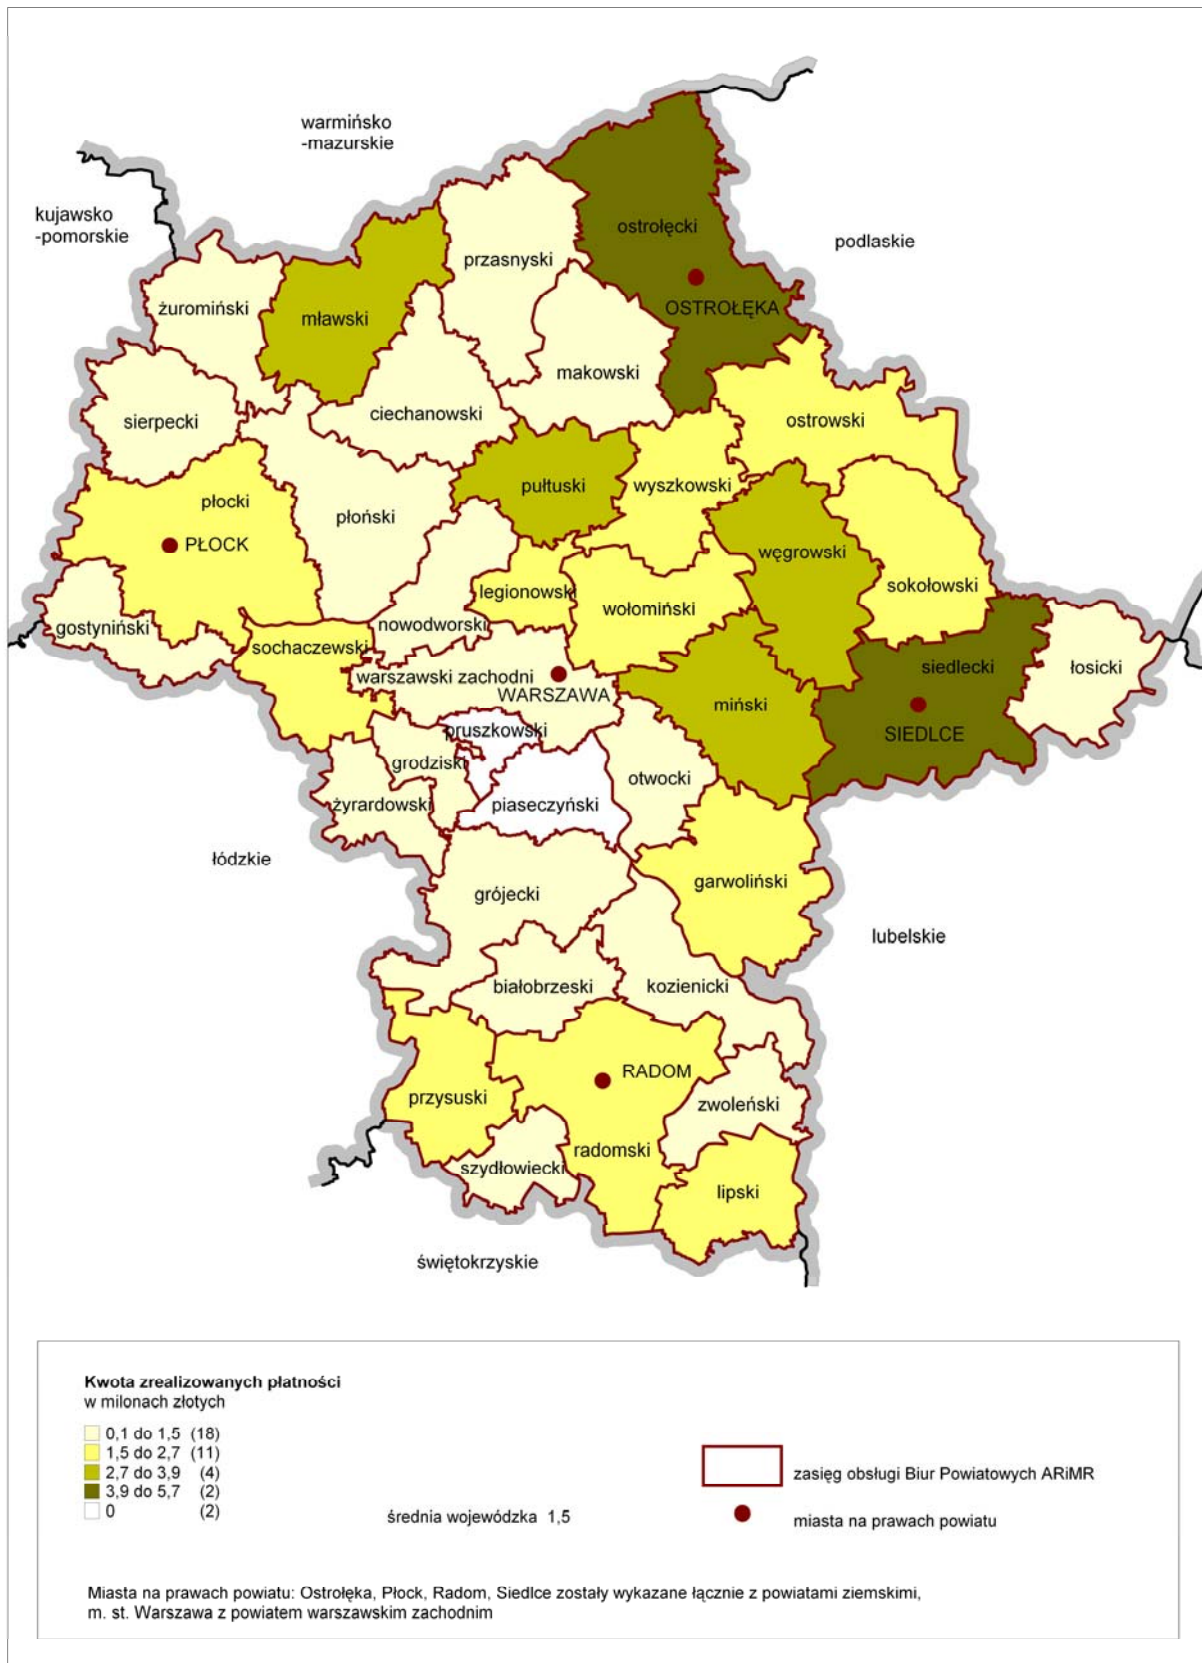 warmińsko
-mazurskie
kujawsko
-pomorskie
podlaskie
ostrołęcki
przasnyski
OSTROŁĘKA
żuromiński
mławski
makowski
ciechanowski
sierpecki
ostrowski
pułtuski
wyszkowski
płocki
płoński
PŁOCK
węgrowski
sokołowski
legionowski
wołomiński
gostyniński
nowodworski
sochaczewski
siedlecki
łosicki
warszawski zachodni
WARSZAWA
miński
SIEDLCE
pruszkowski
grodziski
otwocki
żyrardowski
piaseczyński
łódzkie
grójecki
garwoliński
lubelskie
białobrzeski
kozienicki
RADOM
przysuski
zwoleński
radomski
szydłowiecki
lipski
świętokrzyskie
Kwota zrealizowanych płatności
w milonach złotych
0,1 do 1,5 (18)
1,5 do 2,7 (11)
2,7 do 3,9 (4)
3,9 do 5,7 (2)
0 (2)
średnia wojewódzka 1,5
zasięg obsługi Biur Powiatowych ARiMR
miasta na prawach powiatu
Miasta na prawach powiatu: Ostrołęka, Płock, Radom, Siedlce zostały wykazane łącznie z powiatami ziemskimi,
m. st. Warszawa z powiatem warszawskim zachodnim